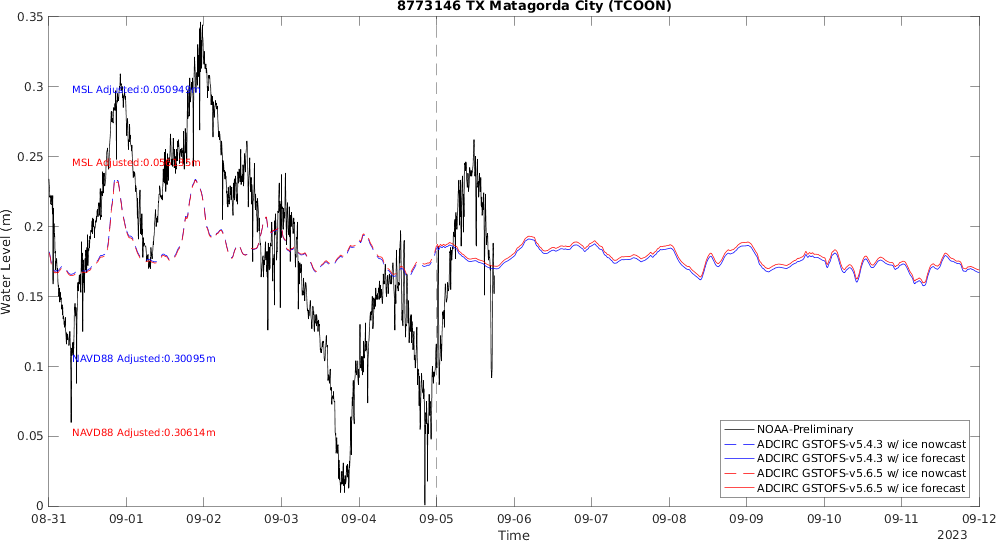 8773146 TX Matagorda City (TCOON)
0.35
0.3
0.25
0.2
0.15
0.1
0.05
0
Water Level (m)
MSL Adjusted:0.050949m
MSL
NAVD88 Adjusted:0.30095m
NAVD88 Adjusted:0.30614m
NOAA-Preliminary
ADCIRC GSTOFS-v5.4.3 w/ ice nowcast
ADCIRC GSTOFS-v5.4.3 w/ ice forecast
ADCIRC GSTOFS-v5.6.5 w/ ice nowcast
ADCIRC GSTOFS-v5.6.5 w/ ice forecast
08-31 09-01 09-02 09-03 09-04 09-05 09-06 09-07 09-08 09-09 09-10 09-11 09-12
Time
2023